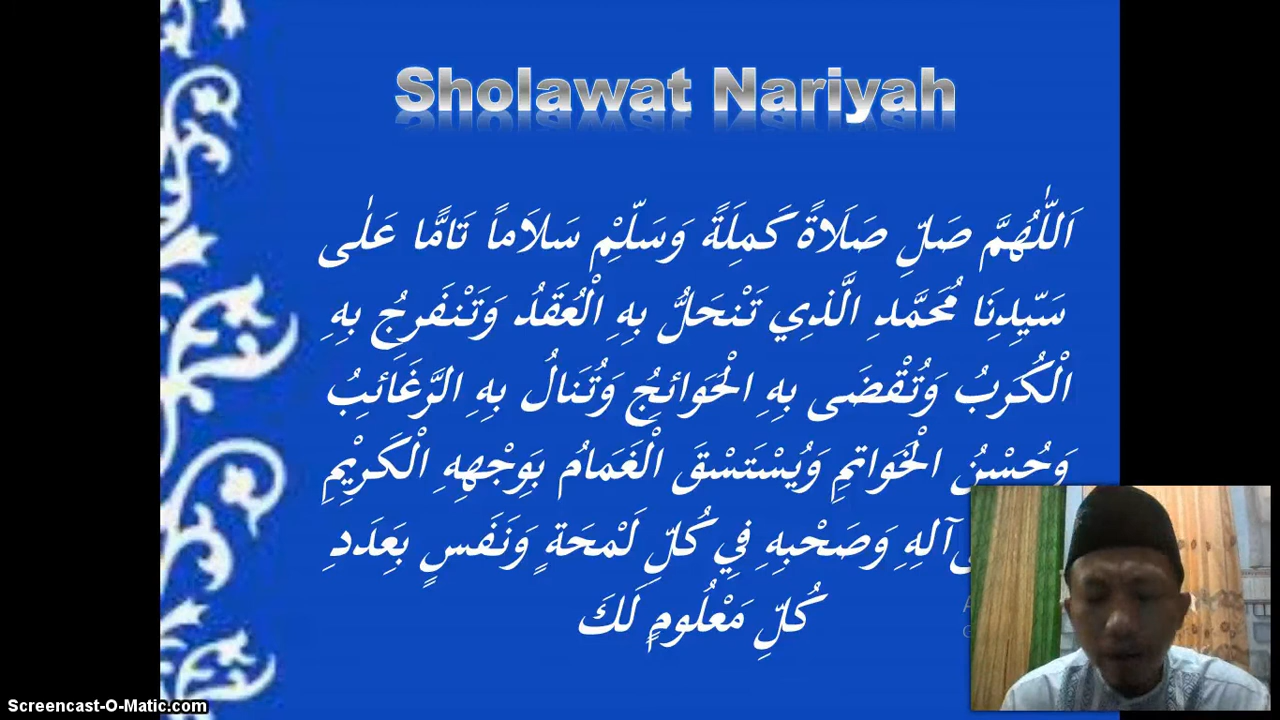 Sholawat Nariyah
اَللّٰهُمَّ صَلِّ صَلَاةً كَمِلَةً وَسَلِّمْ سَلَامًا تَامًّا عَلٰى
سَيِّدِنَا مُحَمَّدِ الَّذِي تَنْحَلُّ بِهِ الْعُقَدُ وَتَنْفَرِجُ بِهِ
الْكُرَبُ وَتُقْضَى بِهِ الْحَوَائِجُ وَتُنَالُ بِهِ الرَّغَائِبُ
وَحُسْنُ الْخَوَاتِمِ وَيُسْتَسْقَ الْغَمَامُ بِوَجْهِهِ الْكَرِيْمِ
آلِهِ وَصَحْبِهِ فِي كُلِّ لَمْحَةٍ وَنَفَسٍ بِعَدَدِ
كُلِّ مَعْلُومٍ لَكَ
Screencast-O-Matic.com